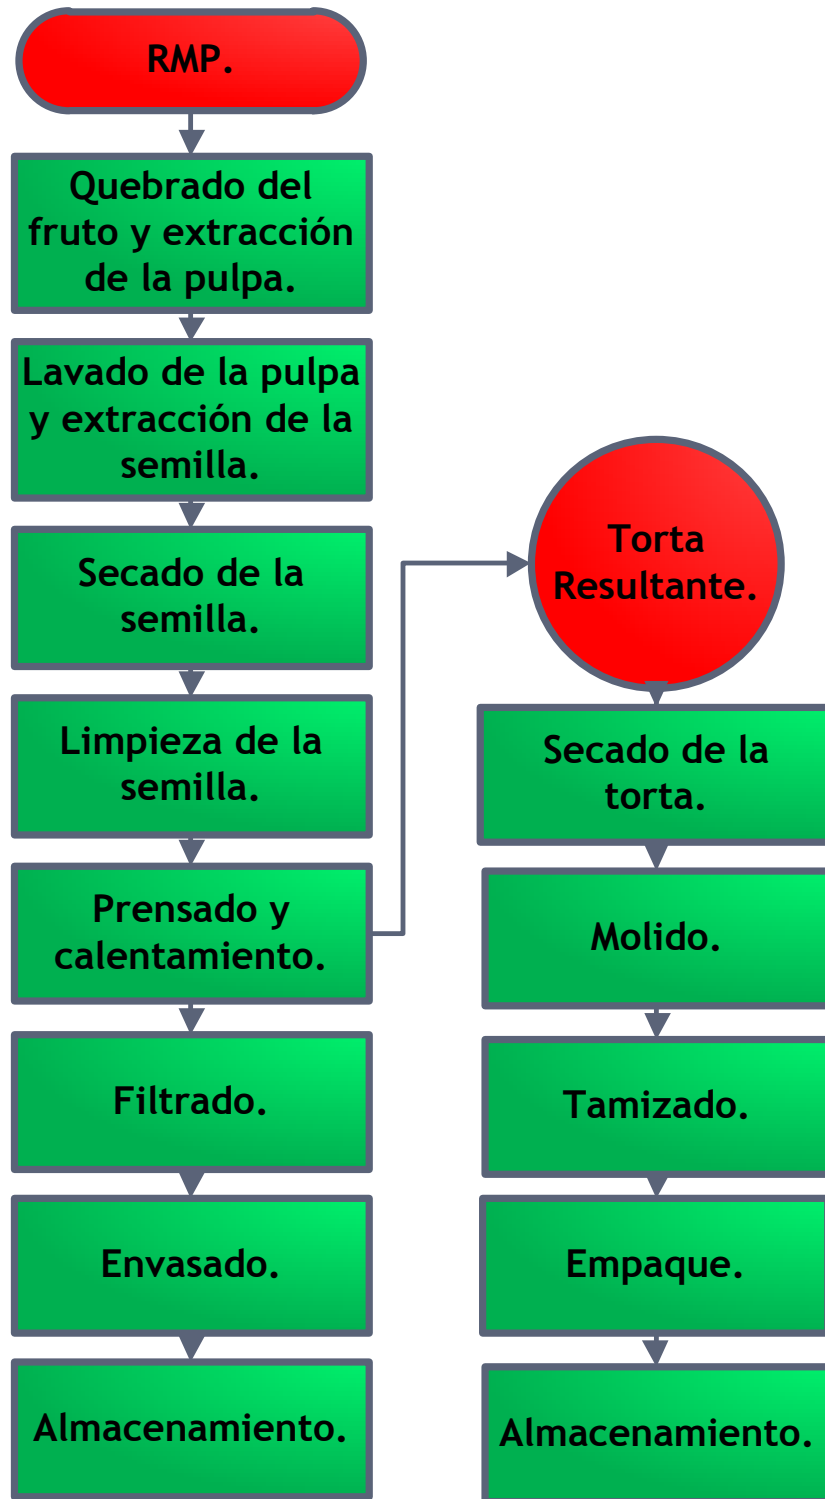 RMP.
Quebrado del
fruto y extracción
de la pulpa.
Lavado de la pulpa
y extracción de la
semilla.
Secado de la
semilla.
Limpieza de la
semilla.
Prensado y
calentamiento.
Filtrado.
Envasado.
Almacenamiento.
Torta
Resultante.
Secado de la
torta.
Molido.
Tamizado.
Empaque.
Almacenamiento.